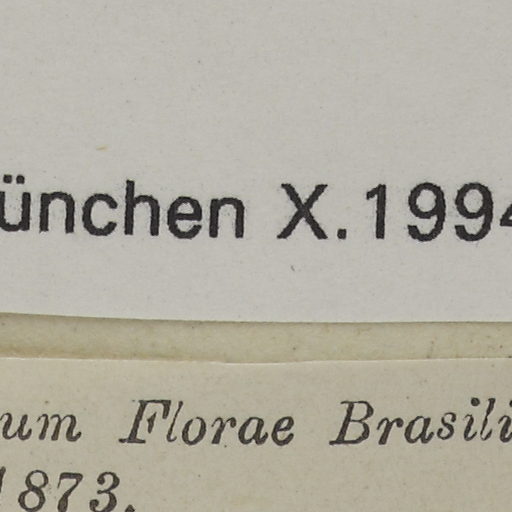 ünchen X.1994
um Florae Brasili
1873.